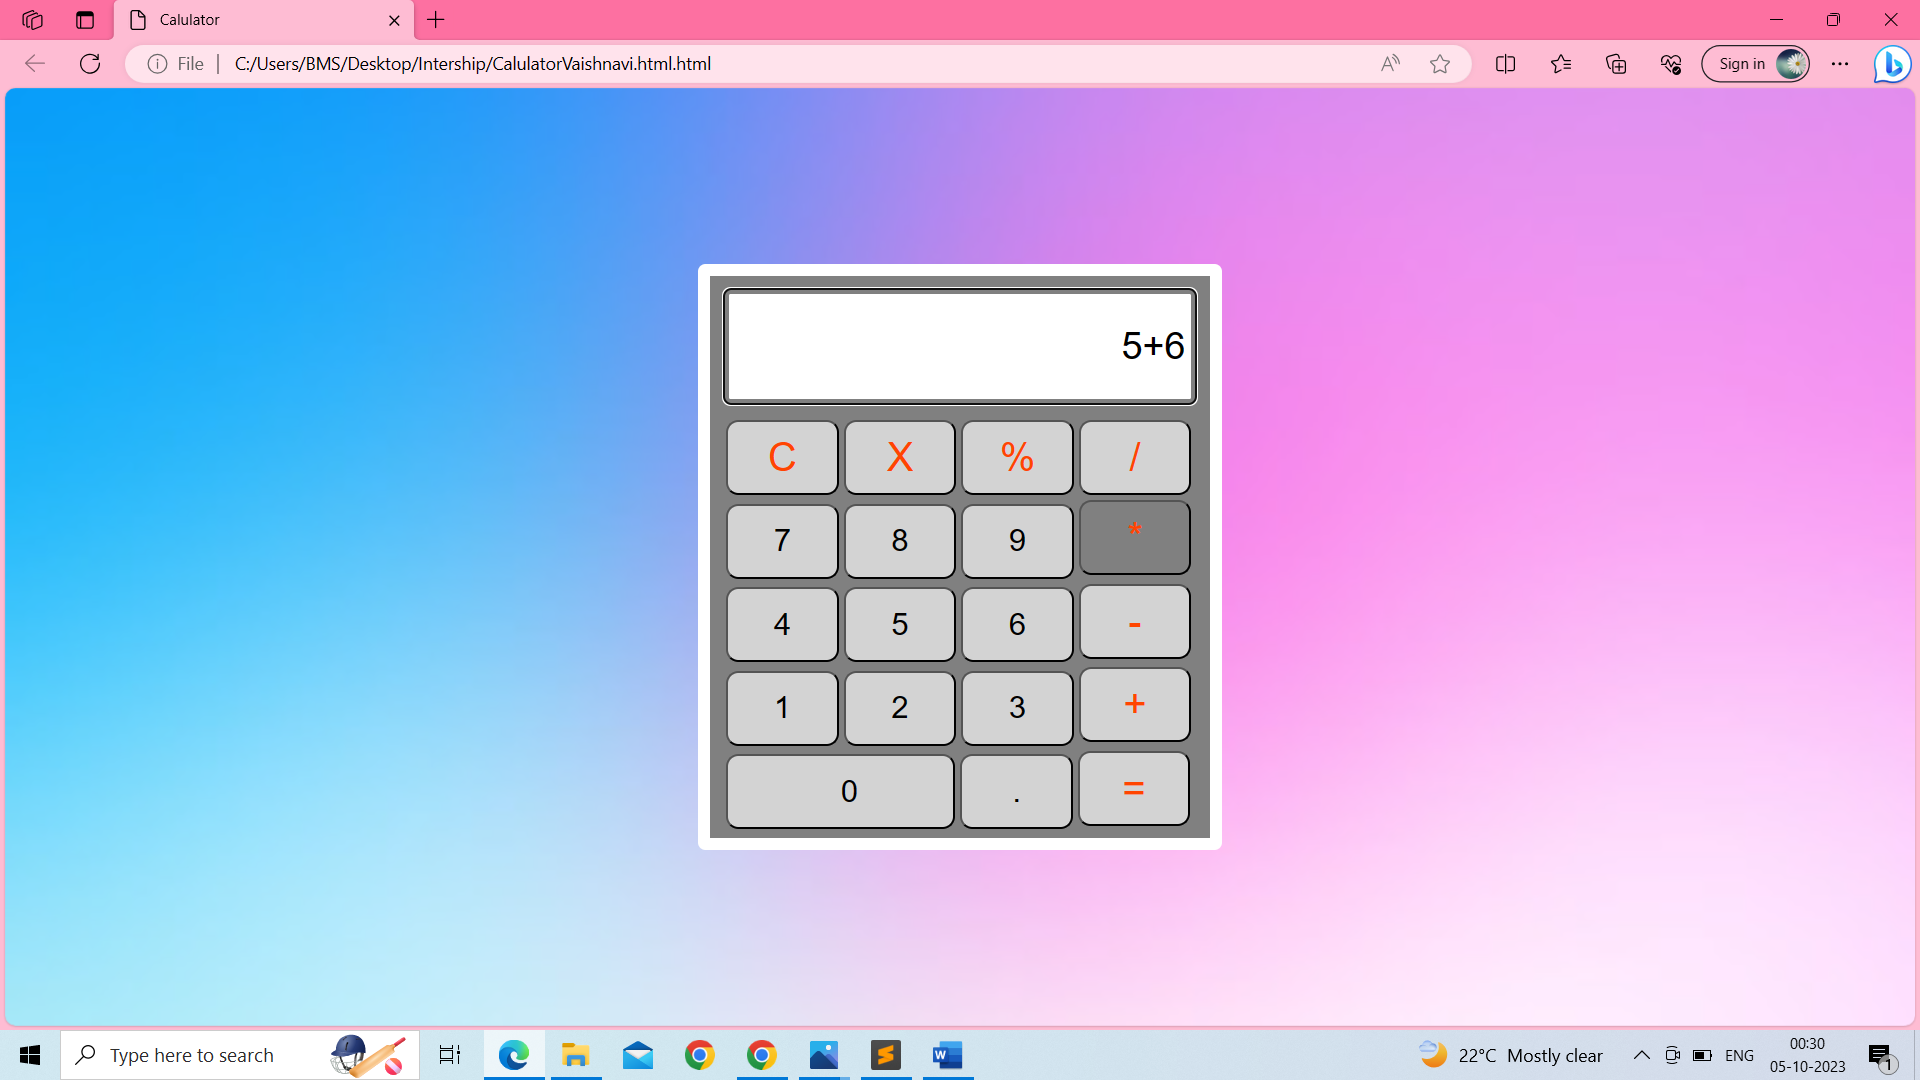 Calulator
File
C:/Users/BMS/Desktop/Intership/CalulatorVaishnavi.html.html
Sign in
5+6
C X % /
7 8 9 *
4 5 6 -
1 2 3 +
0 . =
Type here to search
22°C Mostly clear
ENG
00:30
05-10-2023
1